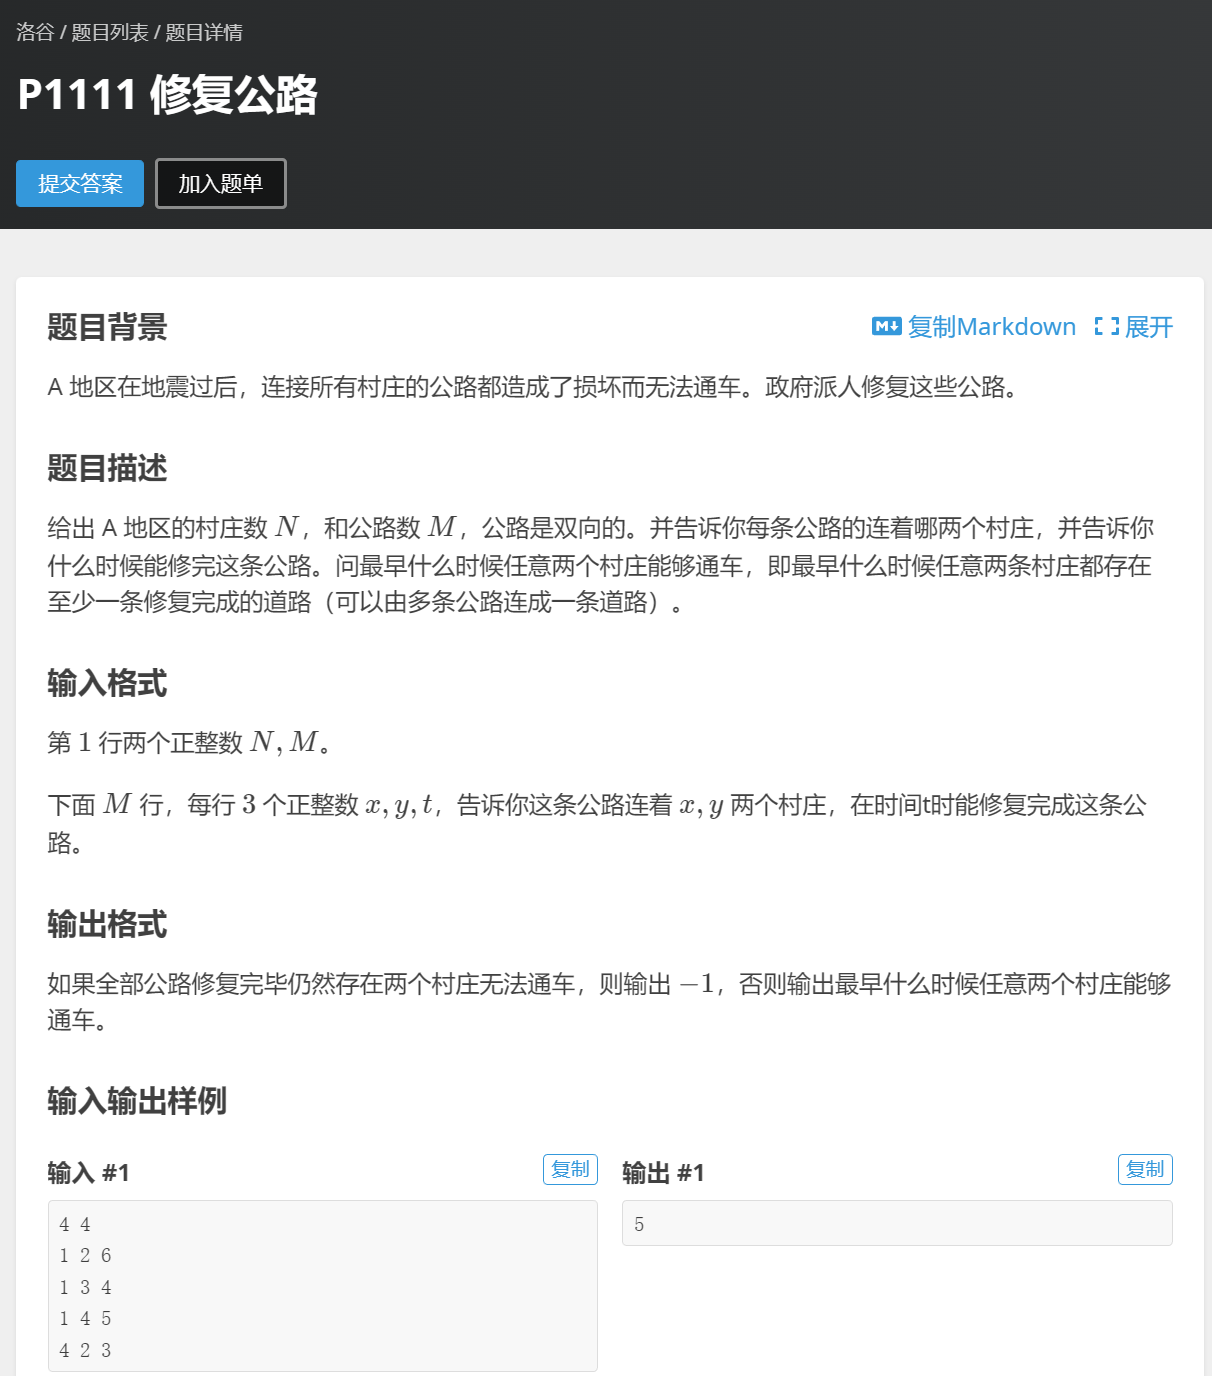 洛谷 / 题目列表 / 题目详情
P1111 修复公路
提交答案 加入题单
题目背景 复制Markdown 展开
A 地区在地震过后，连接所有村庄的公路都造成了损坏而无法通车。政府派人修复这些公路。
题目描述
给出 A 地区的村庄数 N，和公路数 M，公路是双向的。并告诉你每条公路的连着哪两个村庄，并告诉你
什么时候能修完这条公路。问最早什么时候任意两个村庄能够通车，即最早什么时候任意两条村庄都存在
至少一条修复完成的道路（可以由多条公路连成一条道路）。
输入格式
第 1 行两个正整数 N, M。
下面 M 行，每行 3 个正整数 x, y, t，告诉你这条公路连着 x, y 两个村庄，在时间t时能修复完成这条公
路。
输出格式
如果全部公路修复完毕仍然存在两个村庄无法通车，则输出 −1，否则输出最早什么时候任意两个村庄能够
通车。
输入输出样例
输入 #1 复制 输出 #1 复制
4 4 5
1 2 6
1 3 4
1 4 5
4 2 3